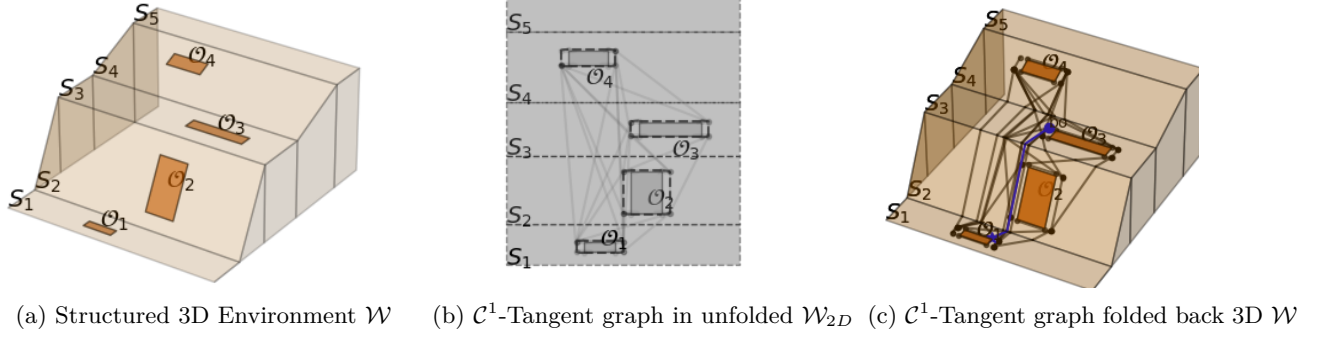 S5
O4
S4
S3
O3
O2
S2
S1
O1
S5
O4
S4
S3
O3
O2
S2
O1
S1
S5
O4
S4
S3
O3
O2
S2
S1
(a) Structured 3D Environment W
(b) C¹-Tangent graph in unfolded W2D
(c) C¹-Tangent graph folded back 3D W